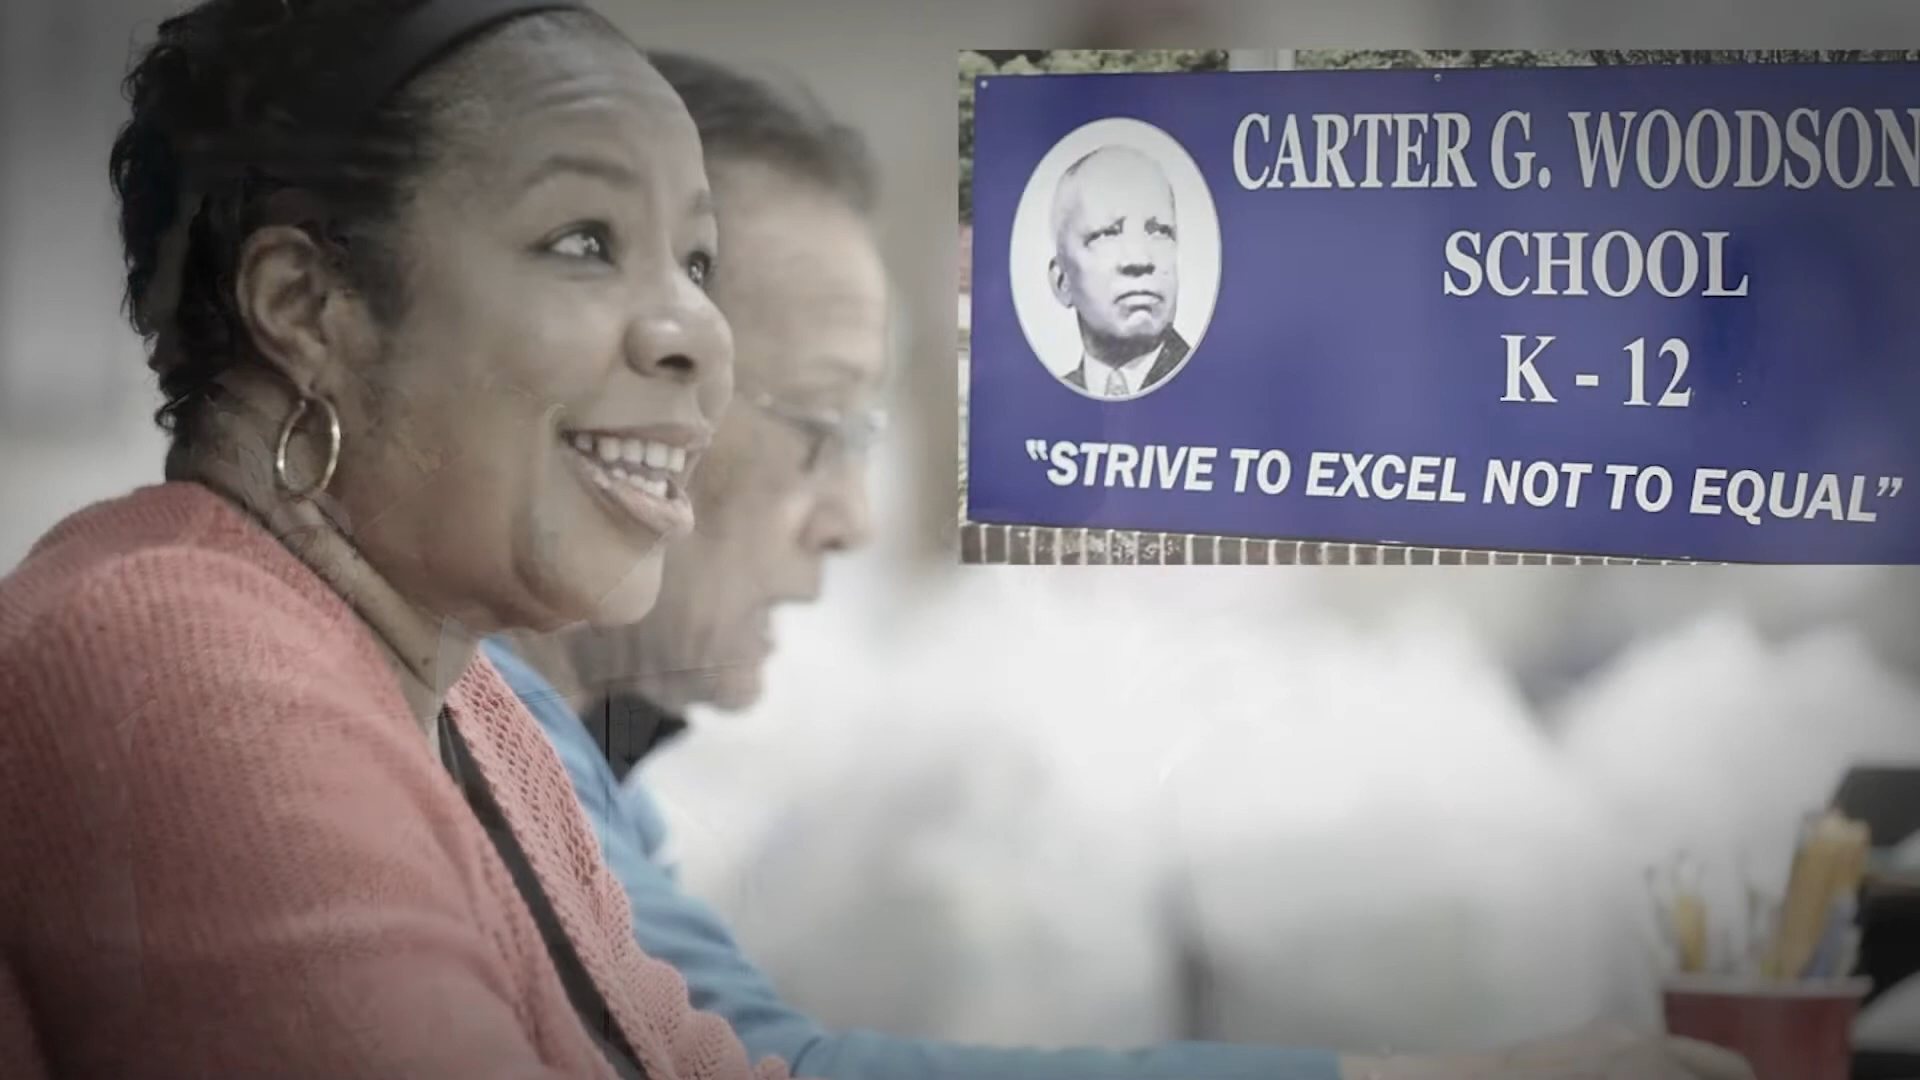 CARTER G. WOODSON
SCHOOL
K - 12
"STRIVE TO EXCEL NOT TO EQUAL"